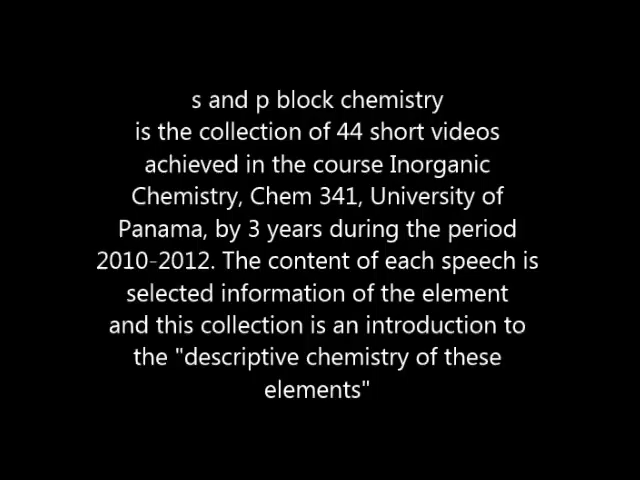 s and p block chemistry
is the collection of 44 short videos
achieved in the course Inorganic
Chemistry, Chem 341, University of
Panama, by 3 years during the period
2010-2012. The content of each speech is
selected information of the element
and this collection is an introduction to
the "descriptive chemistry of these
elements"